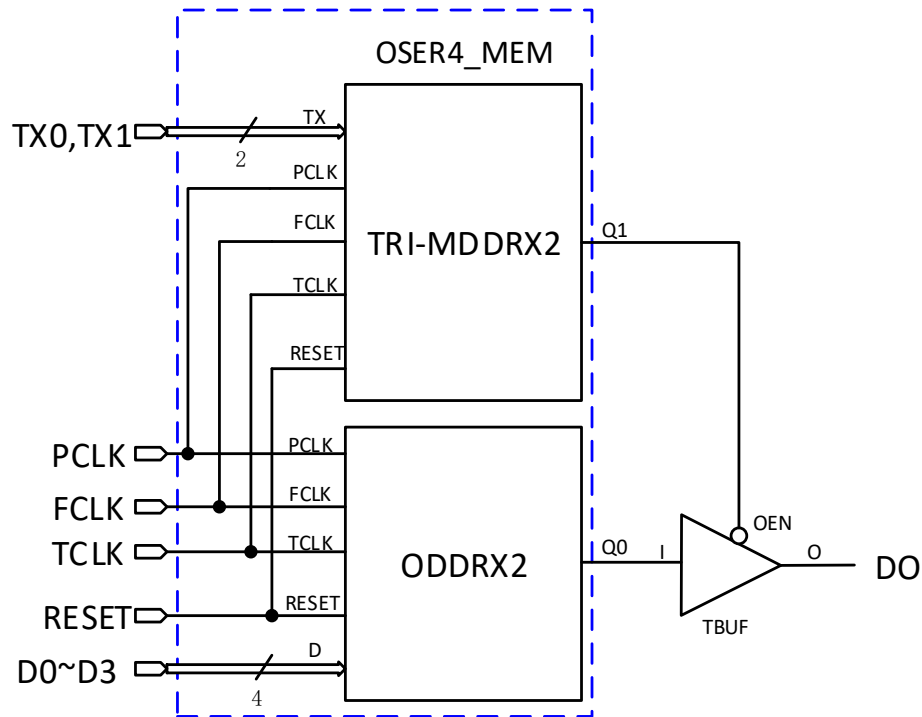 OSER4_MEM
TX0,TX1
2
TX
PCLK
FCLK
TCLK
RESET
TRI-MDDRX2
Q1
PCLK
FCLK
TCLK
RESET
D0~D3
4
PCLK
FCLK
TCLK
RESET
D
ODDRX2
Q0
I
OEN
O
TBUF
DO